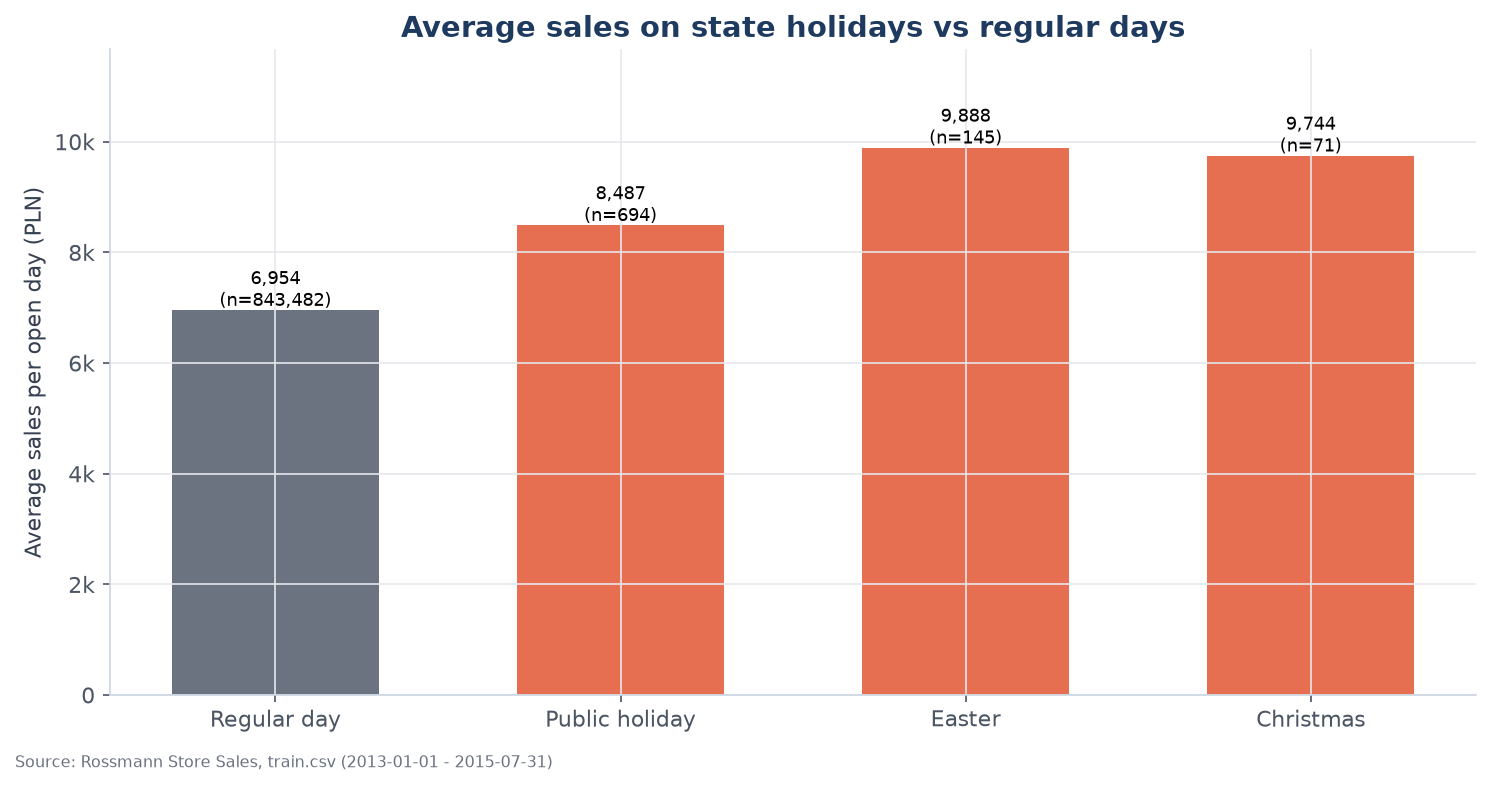 Average sales on state holidays vs regular days
Average sales per open day (PLN)
10k
8k
6k
4k
2k
0
6,954
(n=843,482)
8,487
(n=694)
9,888
(n=145)
9,744
(n=71)
Regular day
Public holiday
Easter
Christmas
Source: Rossmann Store Sales, train.csv (2013-01-01 - 2015-07-31)